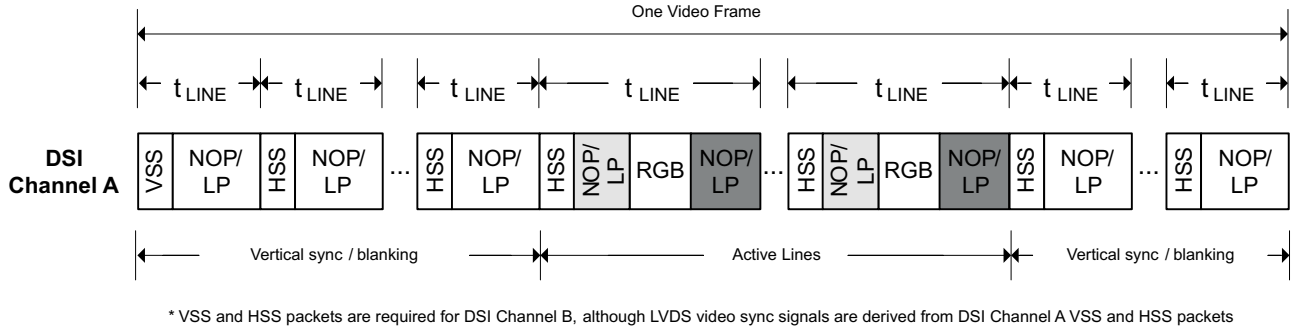 One Video Frame
t LINE t LINE t LINE t LINE t LINE t LINE t LINE
DSI
Channel A
VSS NOP/ LP HSS NOP/ LP ... HSS NOP/ LP HSS NOP/ LP RGB NOP/ LP ... HSS NOP/ LP RGB NOP/ LP HSS NOP/ LP ... HSS NOP/ LP
Vertical sync / blanking Active Lines Vertical sync / blanking
* VSS and HSS packets are required for DSI Channel B, although LVDS video sync signals are derived from DSI Channel A VSS and HSS packets